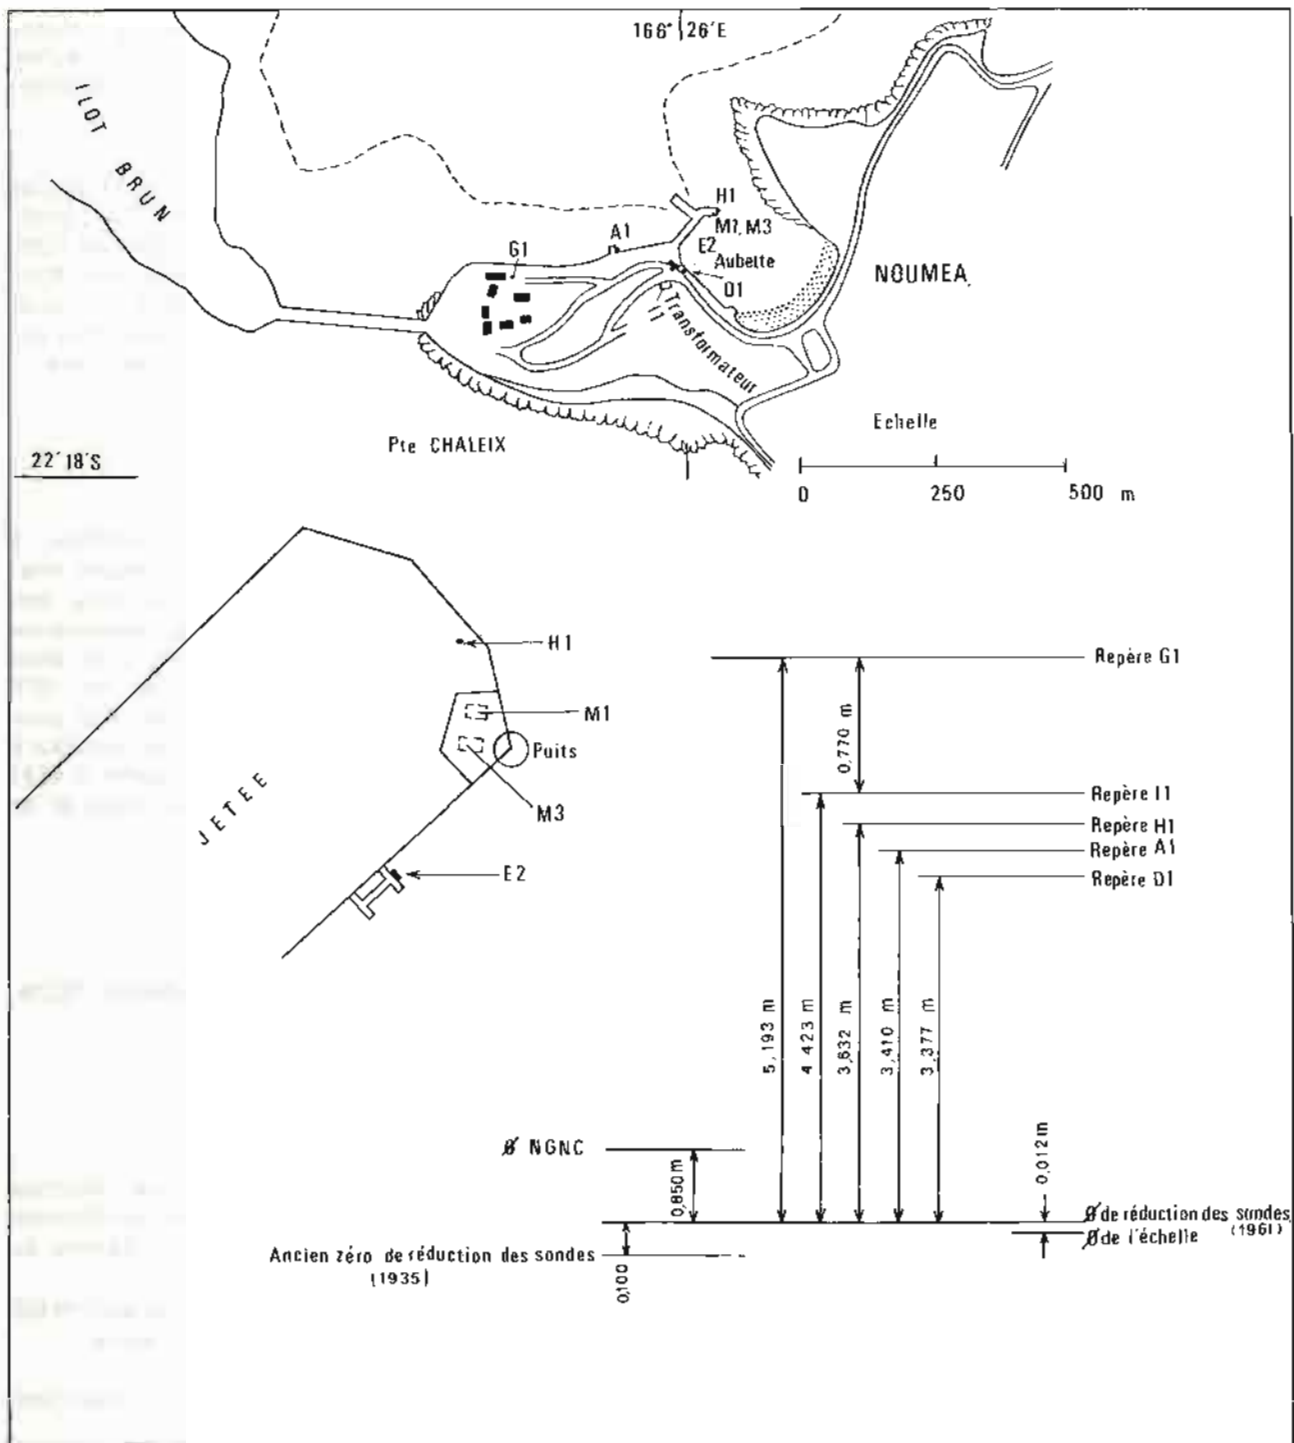 166° 26'E
ILOT BRUN
H1
M1, M3
A1
E2
G1
Aubette
D1
NOUMEA
I1
Transformateur
Echelle
Pte CHALEIX
22° 18'S
0 250 500 m
H1
Repère G1
M1
0,770 m
Puits
JETEE
Repère I1
M3
Repère H1
Repère A1
E2
Repère D1
5,193 m
4 423 m
3,632 m
3,410 m
3,377 m
Ø NGNC
0,850 m
0,012 m
Ø de réduction des sondes
(1961)
Ø de l'échelle
Ancien zéro de réduction des sondes
(1935)
0,100